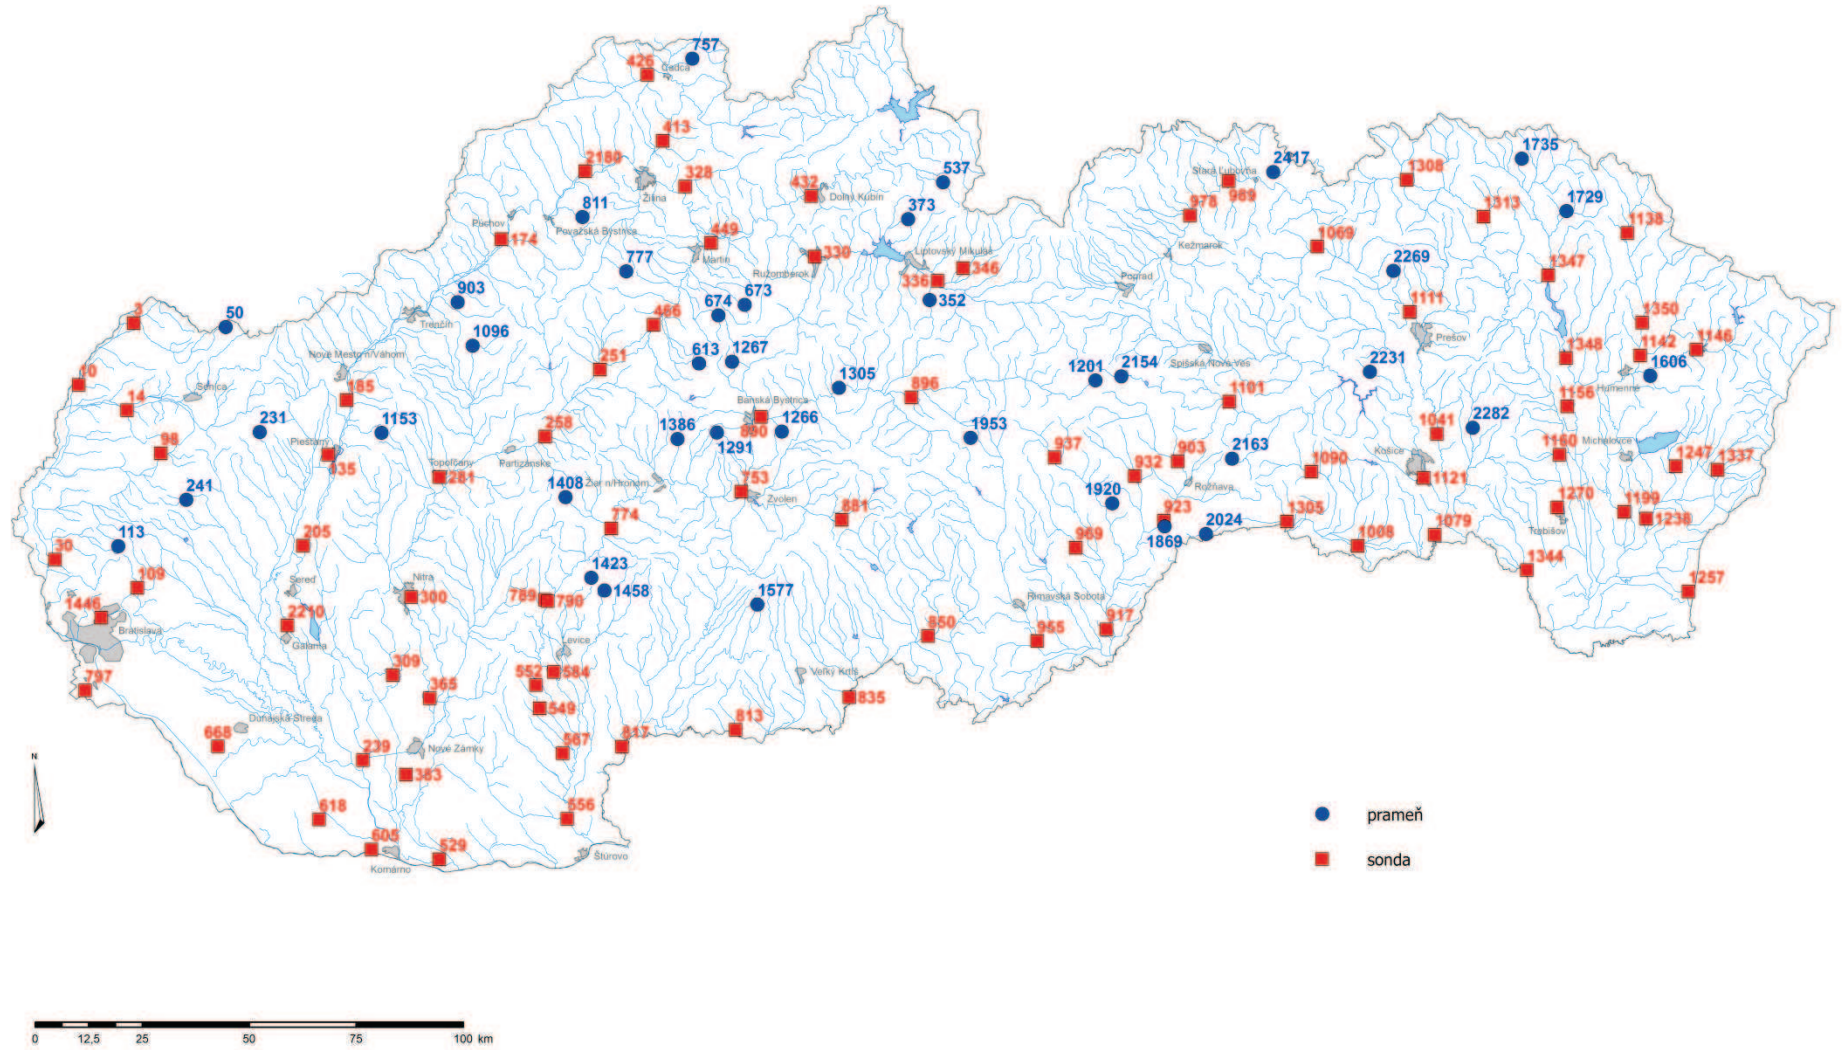 757
426
Čadca
413
2180
328
Žilina
432
Dolný Kubín
537
373
811
Púchov
Považská Bystrica
174
449
Martin
330
Ružomberok
Liptovský Mikuláš
346
336
352
777
673
674
903
Trenčín
1096
466
613
1267
251
3
50
Nové Mesto n/Váhom
10
14
Senica
185
231
1153
98
Piešťany
835
241
113
30
109
205
Sereď
1446
Bratislava
2210
Galanta
797
668
Dunajská Streda
Nitra
300
309
365
239
Nové Zámky
383
618
605
Komárno
529
258
Partizánske
Topoľčany
281
1408
Žiar n/Hronom
774
1423
1458
789
790
Levice
552
584
549
567
556
Štúrovo
617
813
835
Veľký Krtíš
1577
1386
1291
1266
Banská Bystrica
890
753
Zvolen
881
1305
896
1953
850
Rimavská Sobota
965
917
969
937
932
903
1920
Rožňava
923
1869
2024
2163
1201
2154
Spišská Nová Ves
1101
Poprad
Kežmarok
978
Stará Ľubovňa
989
2417
1308
1069
2269
1111
Prešov
2231
1313
1735
1729
1138
1347
1350
1348
1142
1146
1606
Humenné
1156
1041
2282
Košice
1121
1090
1305
1008
1079
1160
Michalovce
1247
1337
1270
Trebišov
1199
1238
1344
1257
N
prameň
sonda
0 12,5 25 50 75 100 km